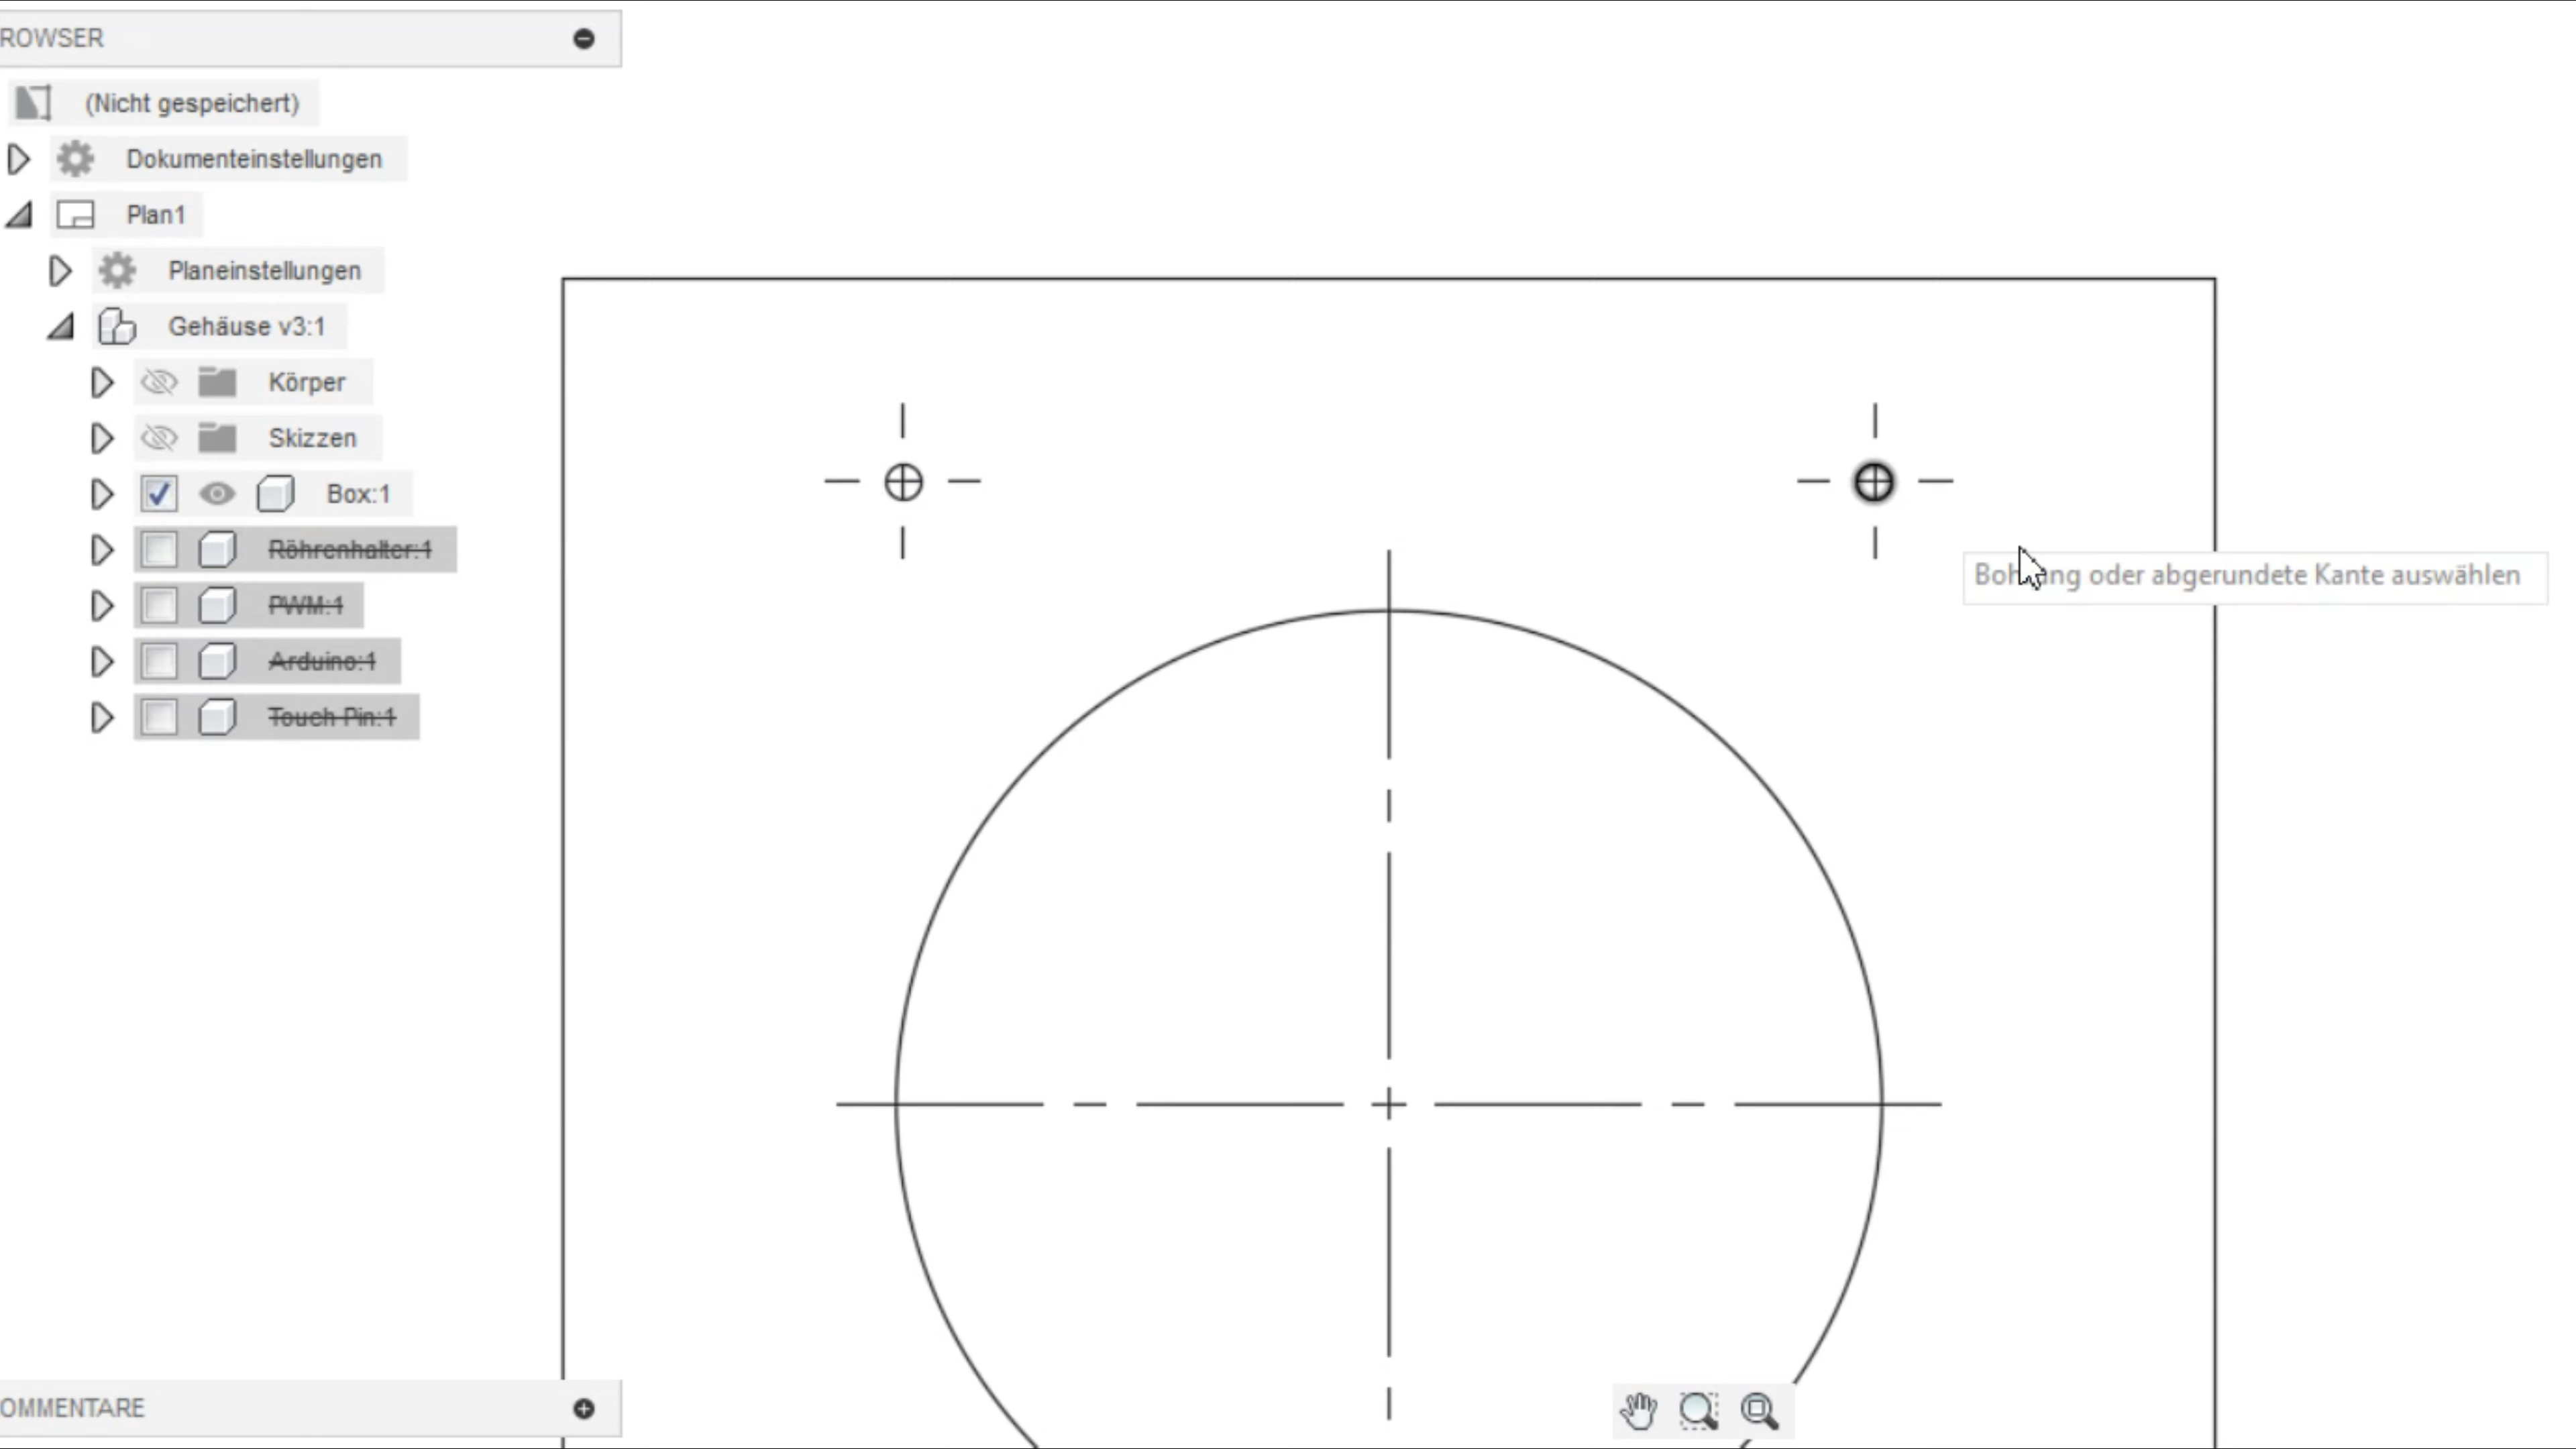 ROWSER
(Nicht gespeichert)
Dokumenteinstellungen
Plan1
Planeinstellungen
Gehäuse v3:1
Körper
Skizzen
Box:1
Röhrenhalter:1
PWM:1
Arduino:1
Touch Pin:1
Bohrung oder abgerundete Kante auswählen
OMMENTARE